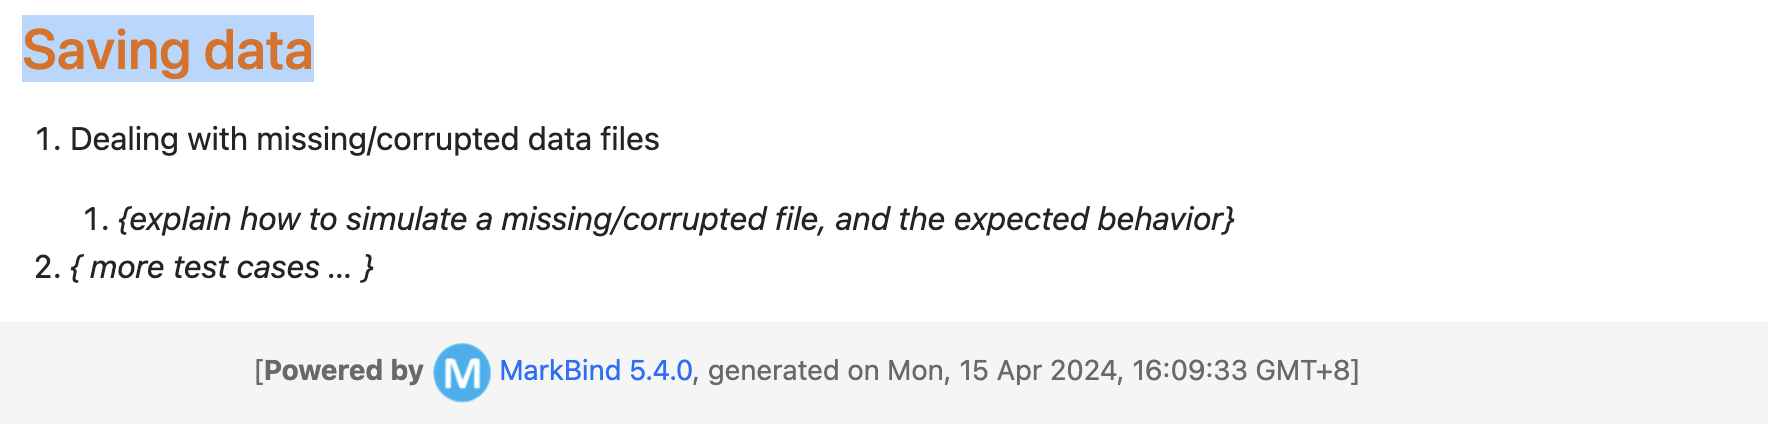 Saving data
1. Dealing with missing/corrupted data files
1. {explain how to simulate a missing/corrupted file, and the expected behavior}
2. { more test cases ... }
[Powered by M MarkBind 5.4.0, generated on Mon, 15 Apr 2024, 16:09:33 GMT+8]